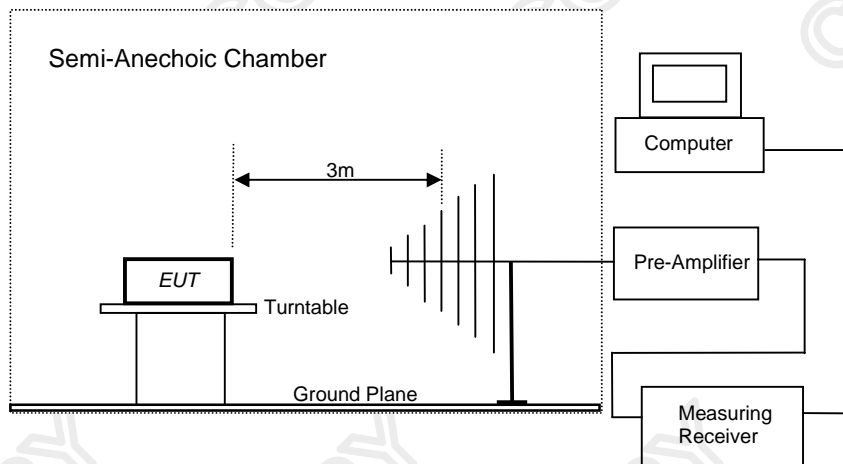 Semi-Anechoic Chamber
Computer
3m
Pre-Amplifier
EUT
Turntable
Ground Plane
Measuring
Receiver